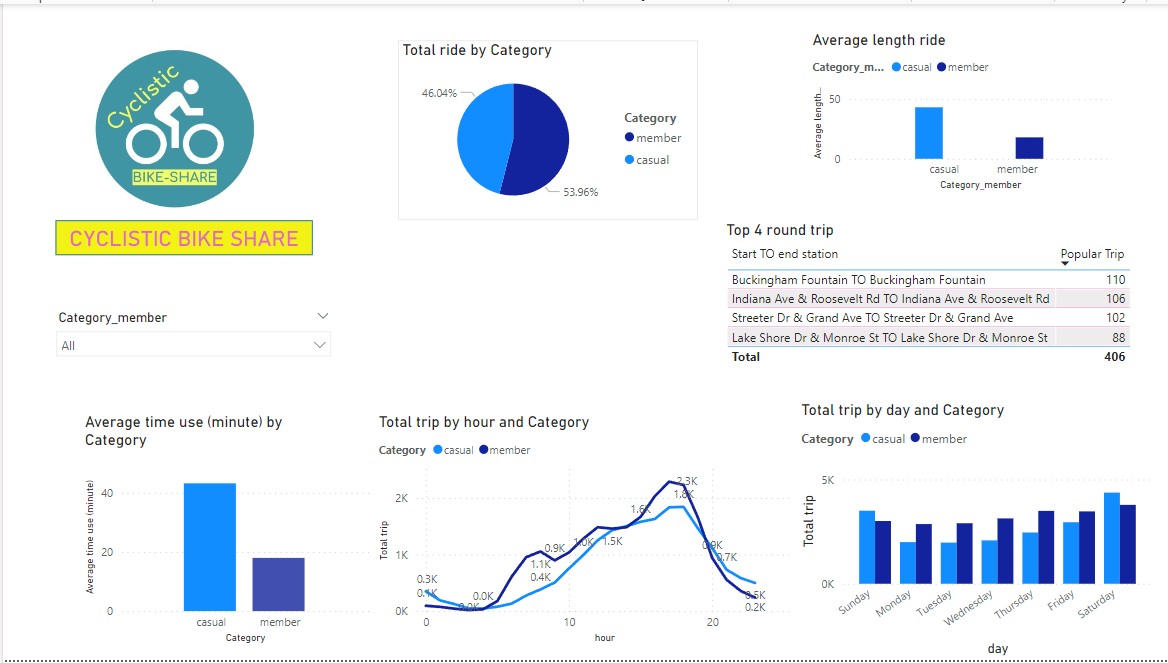 Cyclistic
BIKE-SHARE
CYCLISTIC BIKE SHARE
Category_member
All
Total ride by Category
46.04%
53.96%
Category
member
casual
Average length ride
Category_m... casual member
Average length...
50
0
casual member
Category_member
Top 4 round trip
Start TO end station Popular Trip
Buckingham Fountain TO Buckingham Fountain 110
Indiana Ave & Roosevelt Rd TO Indiana Ave & Roosevelt Rd 106
Streeter Dr & Grand Ave TO Streeter Dr & Grand Ave 102
Lake Shore Dr & Monroe St TO Lake Shore Dr & Monroe St 88
Total 406
Average time use (minute) by
Category
Average time use (minute)
40
20
0
casual member
Category
Total trip by hour and Category
Category casual member
Total trip
2K
1K
0K
0.3K
0.1K
0.0K
0.0K
0.9K
1.1K
0.4K
1.0K
1.5K
1.6K
2.3K
1.8K
0.9K
0.7K
0.5K
0.2K
0 10 20
hour
Total trip by day and Category
Category casual member
Total trip
5K
0K
Sunday Monday Tuesday Wednesday Thursday Friday Saturday
day